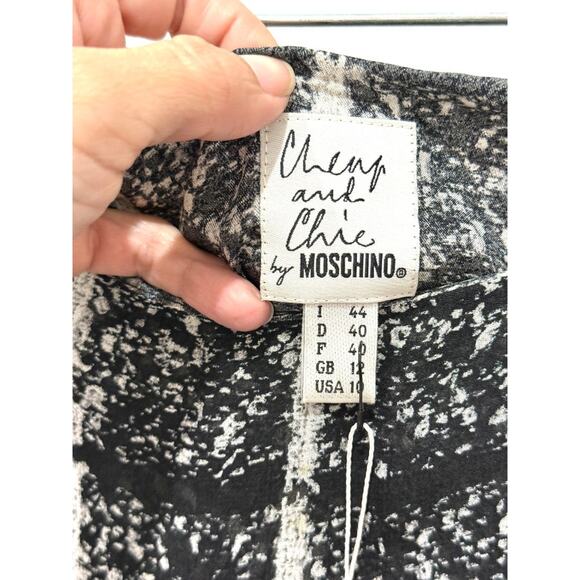 Cheap
and
Chic
by MOSCHINO®
I 44
D 40
F 40
GB 12
USA 10